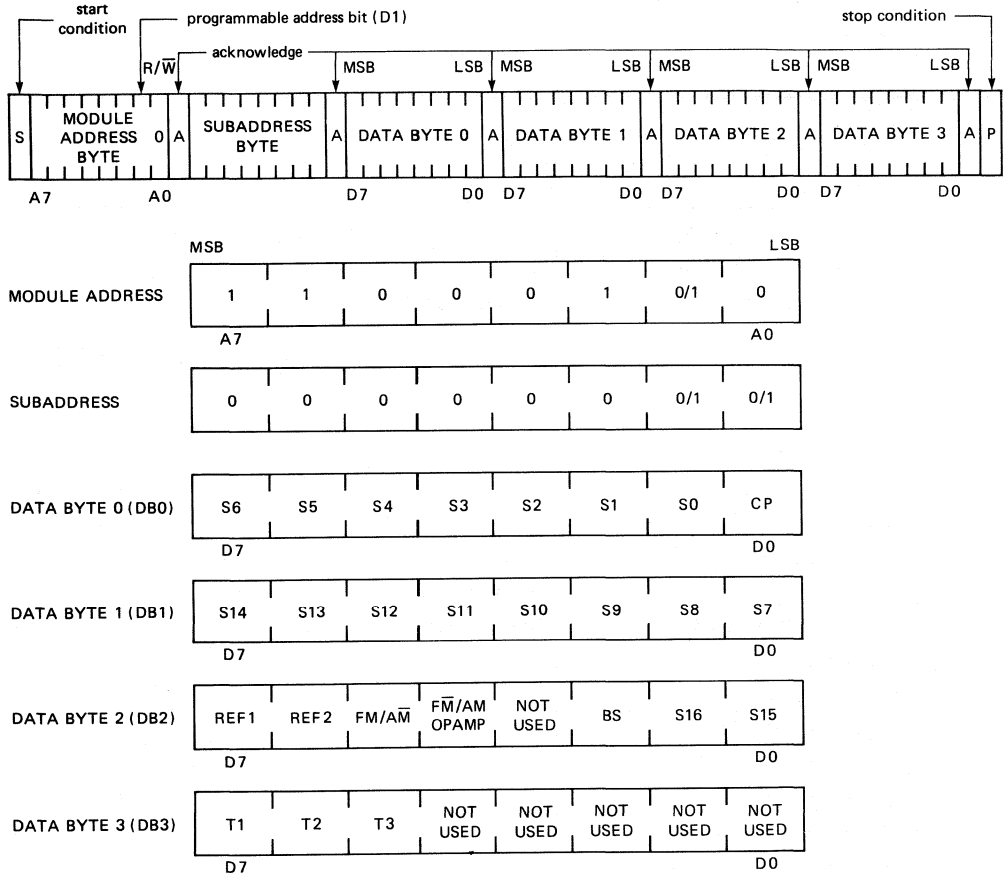 start condition
programmable address bit (D1)
stop condition
R/W̅
acknowledge
MSB LSB MSB LSB MSB LSB MSB LSB
S MODULE ADDRESS BYTE 0 A SUBADDRESS BYTE A DATA BYTE 0 A DATA BYTE 1 A DATA BYTE 2 A DATA BYTE 3 A P
A7 A0 D7 D0 D7 D0 D7 D0 D7 D0
MSB LSB
MODULE ADDRESS 1 1 0 0 0 1 0/1 0
A7 A0
SUBADDRESS 0 0 0 0 0 0 0/1 0/1
DATA BYTE 0 (DB0) S6 S5 S4 S3 S2 S1 S0 CP
D7 D0
DATA BYTE 1 (DB1) S14 S13 S12 S11 S10 S9 S8 S7
D7 D0
DATA BYTE 2 (DB2) REF1 REF2 FM/AM̅ FM̅/AM OPAMP NOT USED BS S16 S15
D7 D0
DATA BYTE 3 (DB3) T1 T2 T3 NOT USED NOT USED NOT USED NOT USED NOT USED
D7 D0